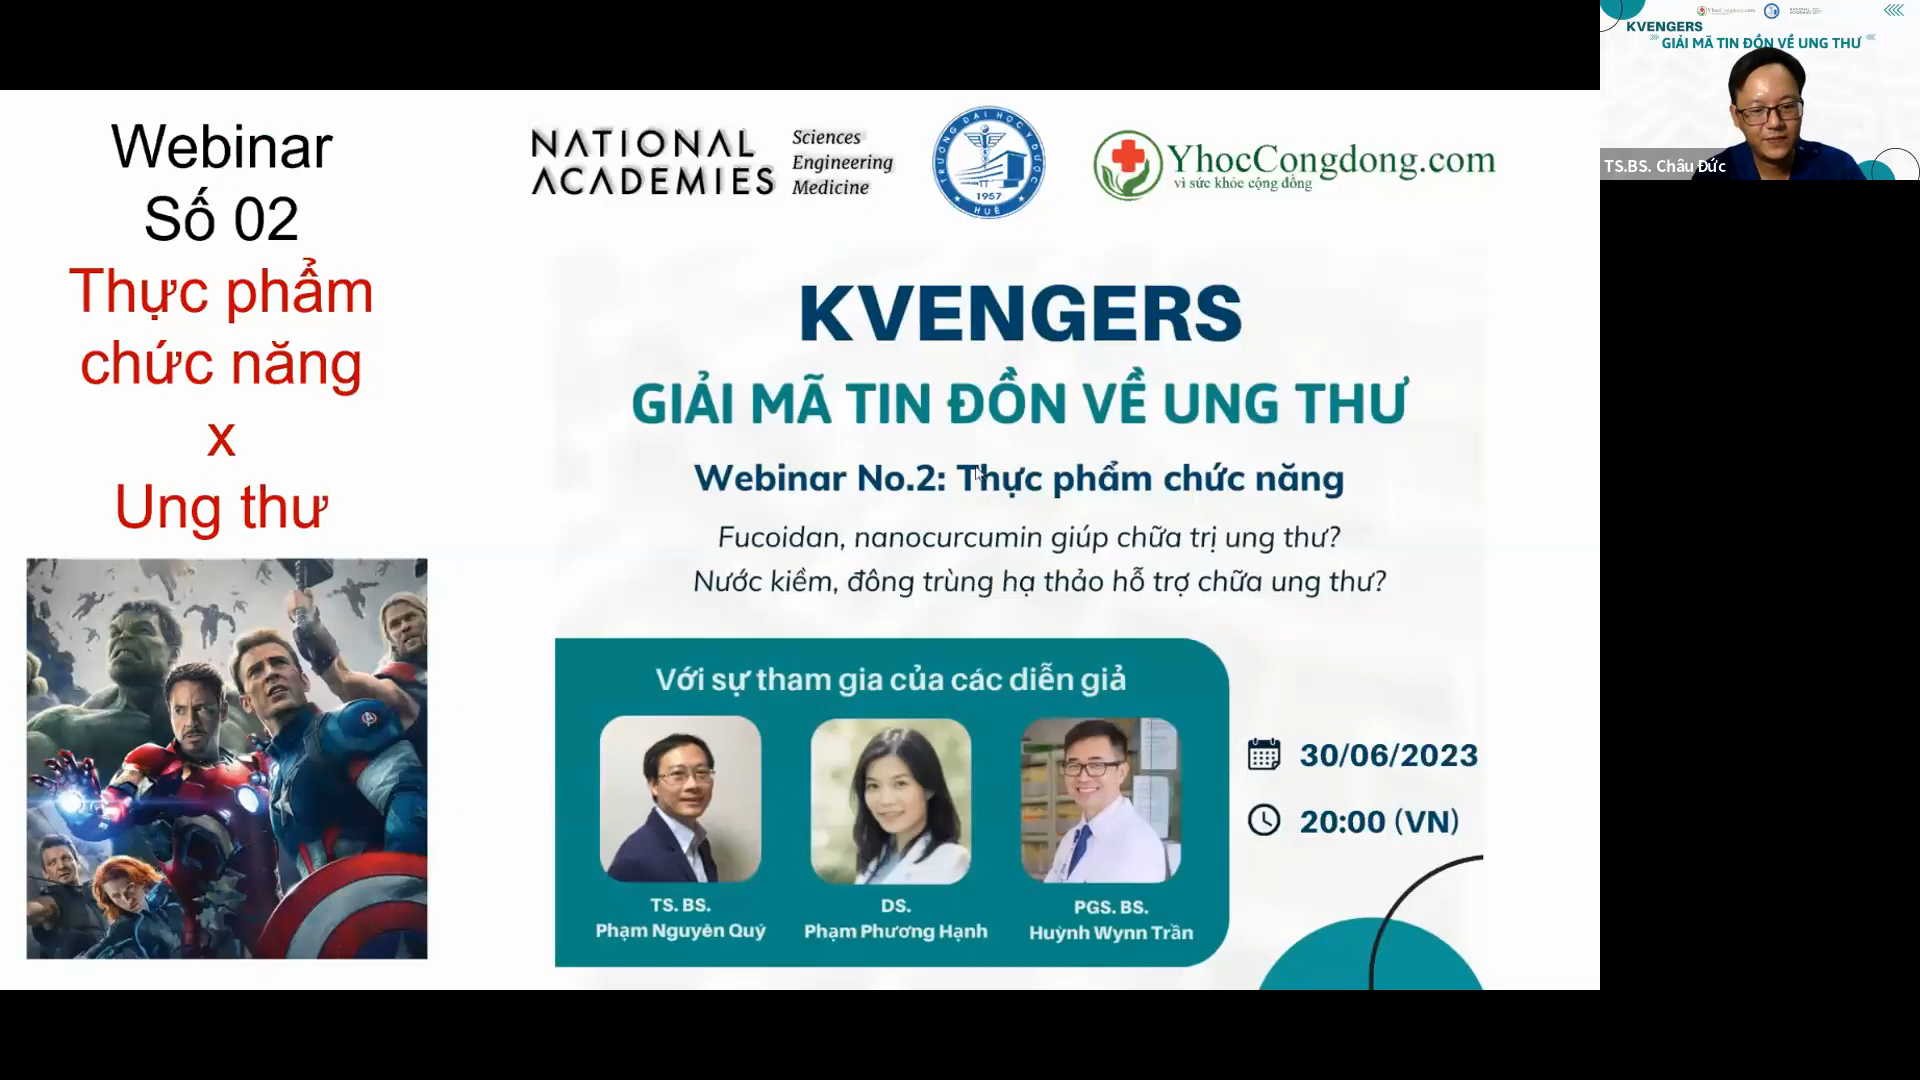 Webinar
Số 02
Thực phẩm
chức năng
x
Ung thư
NATIONAL
ACADEMIES
Sciences
Engineering
Medicine
TRƯỜNG ĐẠI HỌC Y DƯỢC
1957
HUẾ
YhocCongdong.com
vì sức khỏe cộng đồng
KVENGERS
GIẢI MÃ TIN ĐỒN VỀ UNG THƯ
Webinar No.2: Thực phẩm chức năng
Fucoidan, nanocurcumin giúp chữa trị ung thư?
Nước kiềm, đông trùng hạ thảo hỗ trợ chữa ung thư?
Với sự tham gia của các diễn giả
TS. BS.
Phạm Nguyên Quý
DS.
Phạm Phương Hạnh
PGS. BS.
Huỳnh Wynn Trần
30/06/2023
20:00 (VN)
KVENGERS
GIẢI MÃ TIN ĐỒN VỀ UNG THƯ
TS.BS. Châu Đức